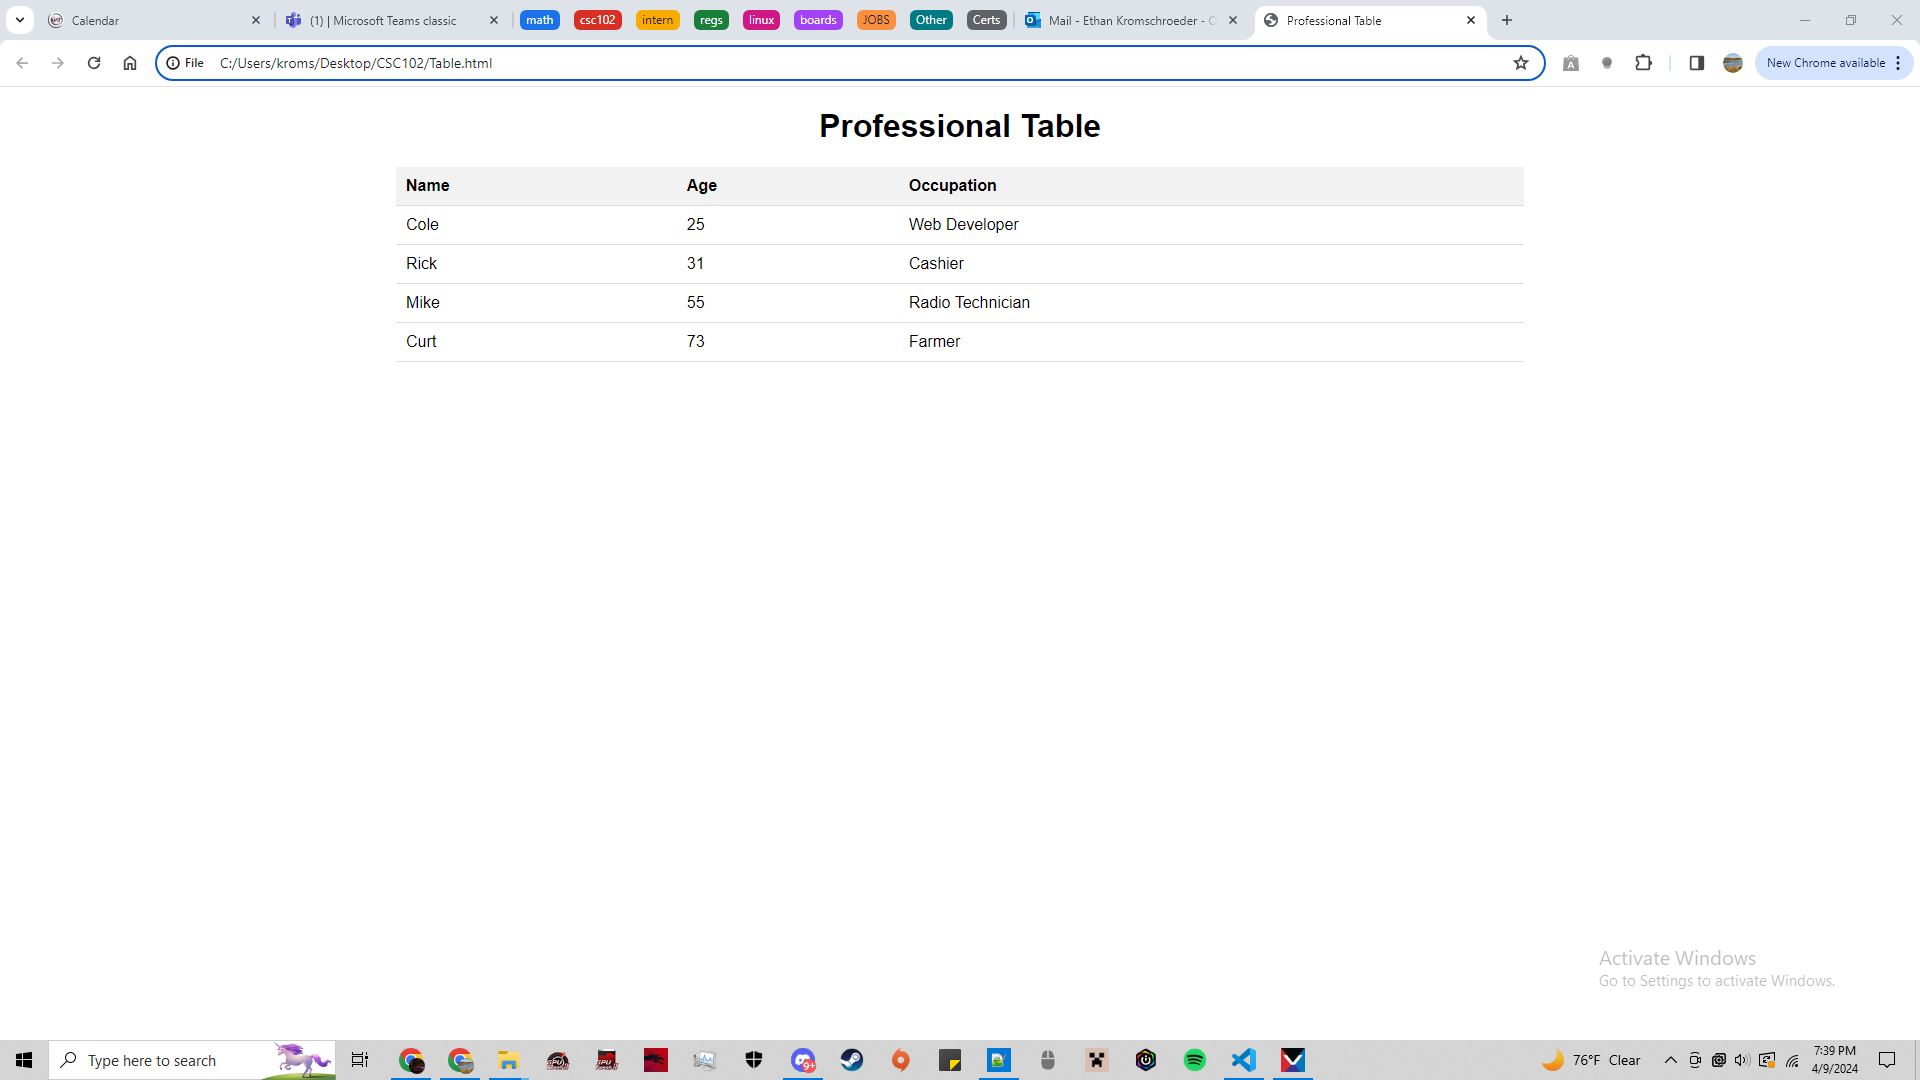 Calendar
(1) | Microsoft Teams classic
math
csc102
intern
regs
linux
boards
JOBS
Other
Certs
Mail - Ethan Kromschroeder - C
Professional Table
File
C:/Users/kroms/Desktop/CSC102/Table.html
New Chrome available
Professional Table
Name Age Occupation
Cole 25 Web Developer
Rick 31 Cashier
Mike 55 Radio Technician
Curt 73 Farmer
Activate Windows
Go to Settings to activate Windows.
Type here to search
9+
76°F Clear
7:39 PM
4/9/2024